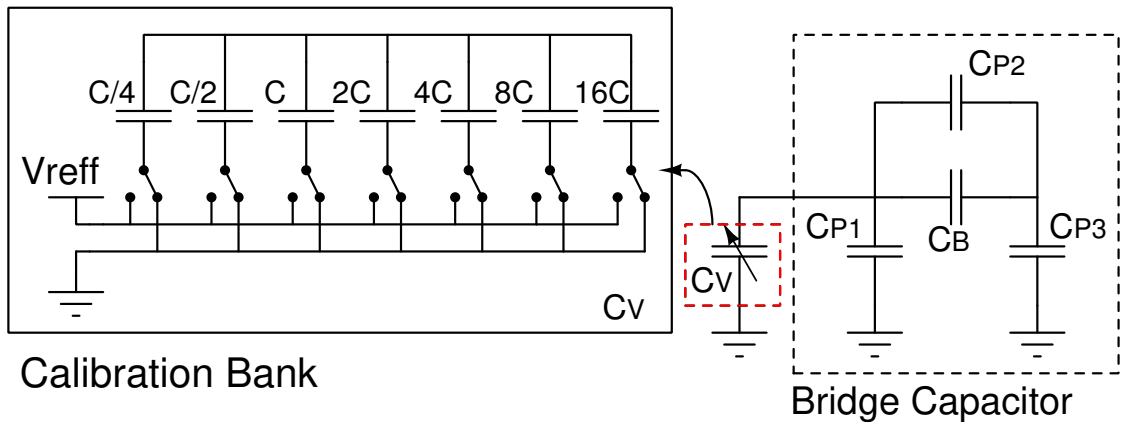 C/4 C/2 C 2C 4C 8C 16C
Vreff
CV
Calibration Bank
CV
CP1
CP2
CB
CP3
Bridge Capacitor